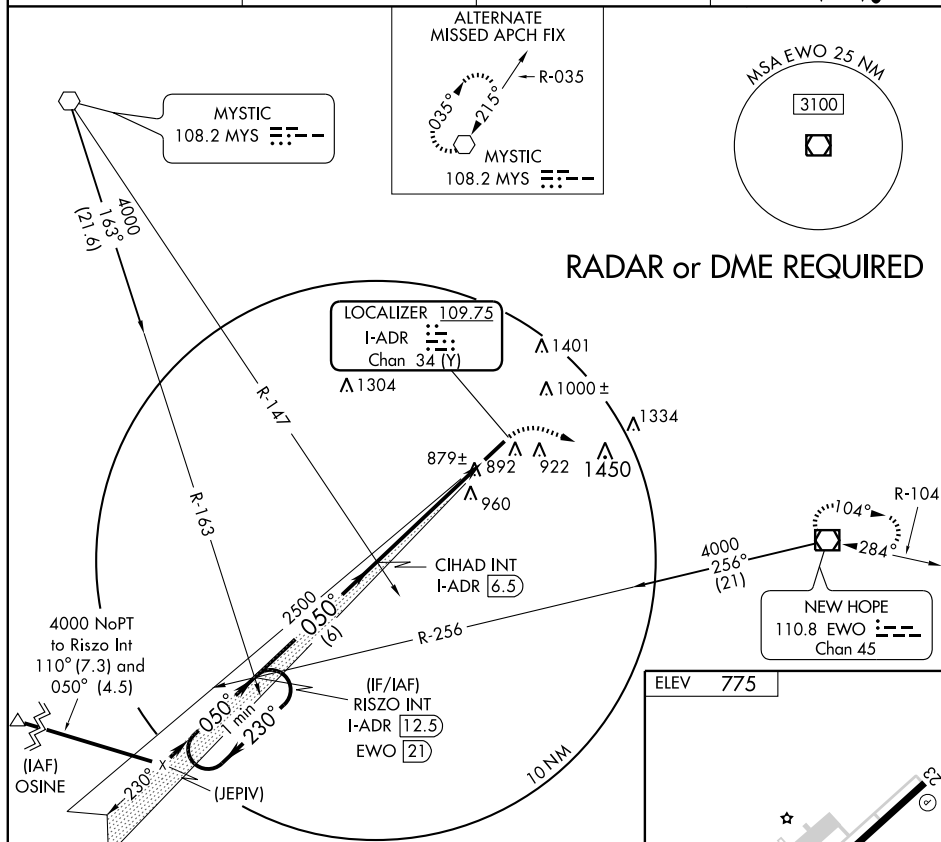 ALTERNATE
MISSED APCH FIX
R-035
035°
215°
MYSTIC
108.2 MYS
MSA EWO 25 NM
3100
MYSTIC
108.2 MYS
4000
163°
(21.6)
RADAR or DME REQUIRED
LOCALIZER 109.75
I-ADR
Chan 34 (Y)
1401
1304
1000 ±
1334
R-147
879±
892
922
1450
960
R-163
R-104
104°
284°
4000
256°
(21)
CIHAD INT
I-ADR 6.5
NEW HOPE
110.8 EWO
Chan 45
2500
050°
(6)
R-256
4000 NoPT
to Riszo Int
110° (7.3) and
050° (4.5)
(IF/IAF)
RISZO INT
I-ADR 12.5
EWO 21
050°
1 min
230°
ELEV 775
(IAF)
OSINE
230°
X
(JEPIV)
10 NM
23
P